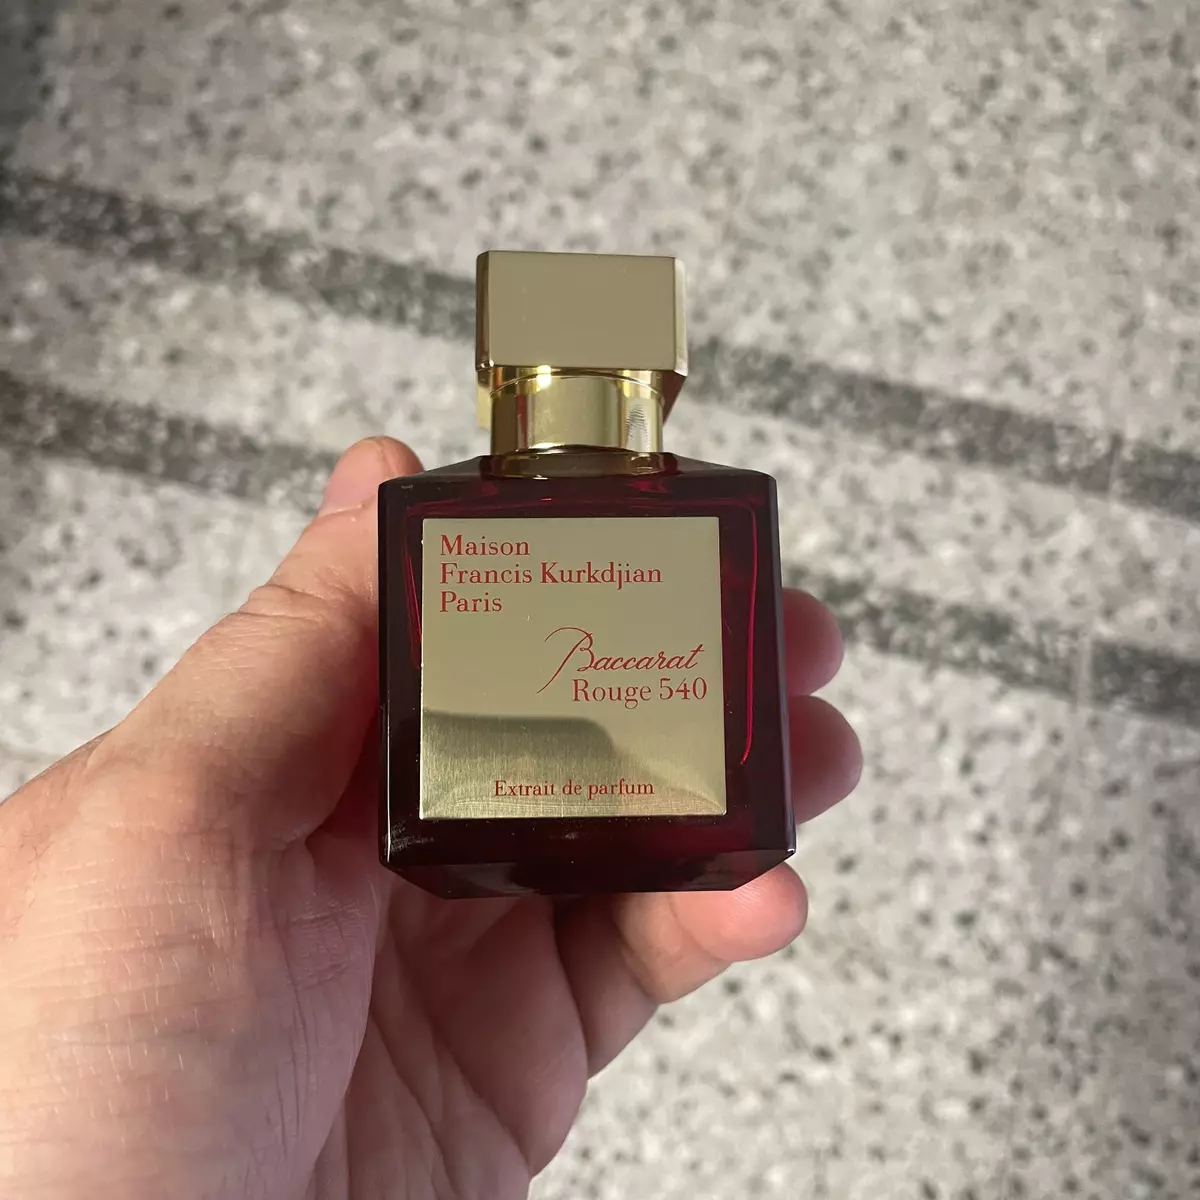 Maison
Francis Kurkdjian
Paris
Baccarat
Rouge 540
Extrait de parfum